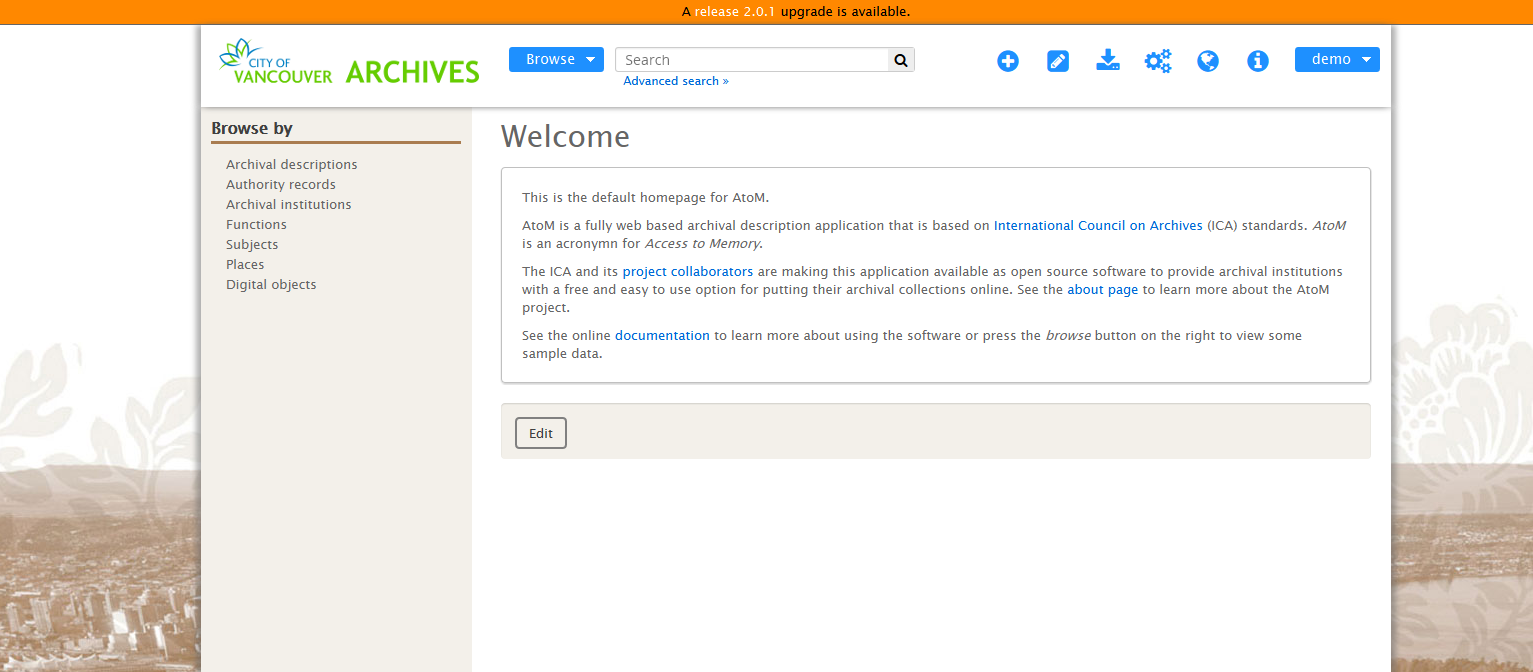 A release 2.0.1 upgrade is available.
CITY OF
VANCOUVER ARCHIVES
Browse
Search
Advanced search »
demo
Browse by
Archival descriptions
Authority records
Archival institutions
Functions
Subjects
Places
Digital objects
Welcome
This is the default homepage for AtoM.
AtoM is a fully web based archival description application that is based on International Council on Archives (ICA) standards. AtoM
is an acronymn for Access to Memory.
The ICA and its project collaborators are making this application available as open source software to provide archival institutions
with a free and easy to use option for putting their archival collections online. See the about page to learn more about the AtoM
project.
See the online documentation to learn more about using the software or press the browse button on the right to view some
sample data.
Edit